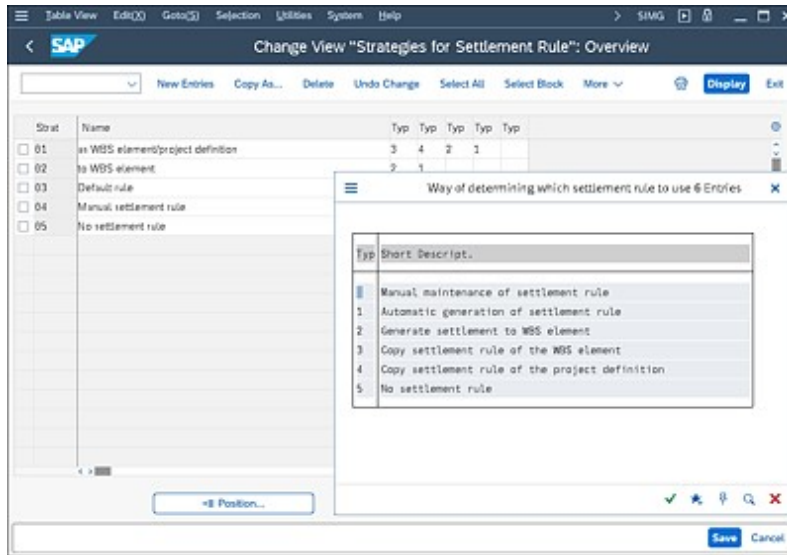 Table View Edit(X) Goto(S) Selection Utilities System Help > SIMG
< SAP Change View "Strategies for Settlement Rule": Overview
New Entries Copy As... Delete Undo Change Select All Select Block More Display Exit
Strat Name Typ Typ Typ Typ Typ
01 as WBS element/project definition 3 4 2 1
02 to WBS element 2 1
03 Default rule
04 Manual settlement rule
05 No settlement rule
Way of determining which settlement rule to use 6 Entries
Typ Short Descript.
Manual maintenance of settlement rule
1 Automatic generation of settlement rule
2 Generate settlement to WBS element
3 Copy settlement rule of the WBS element
4 Copy settlement rule of the project definition
5 No settlement rule
Position...
Save Cancel